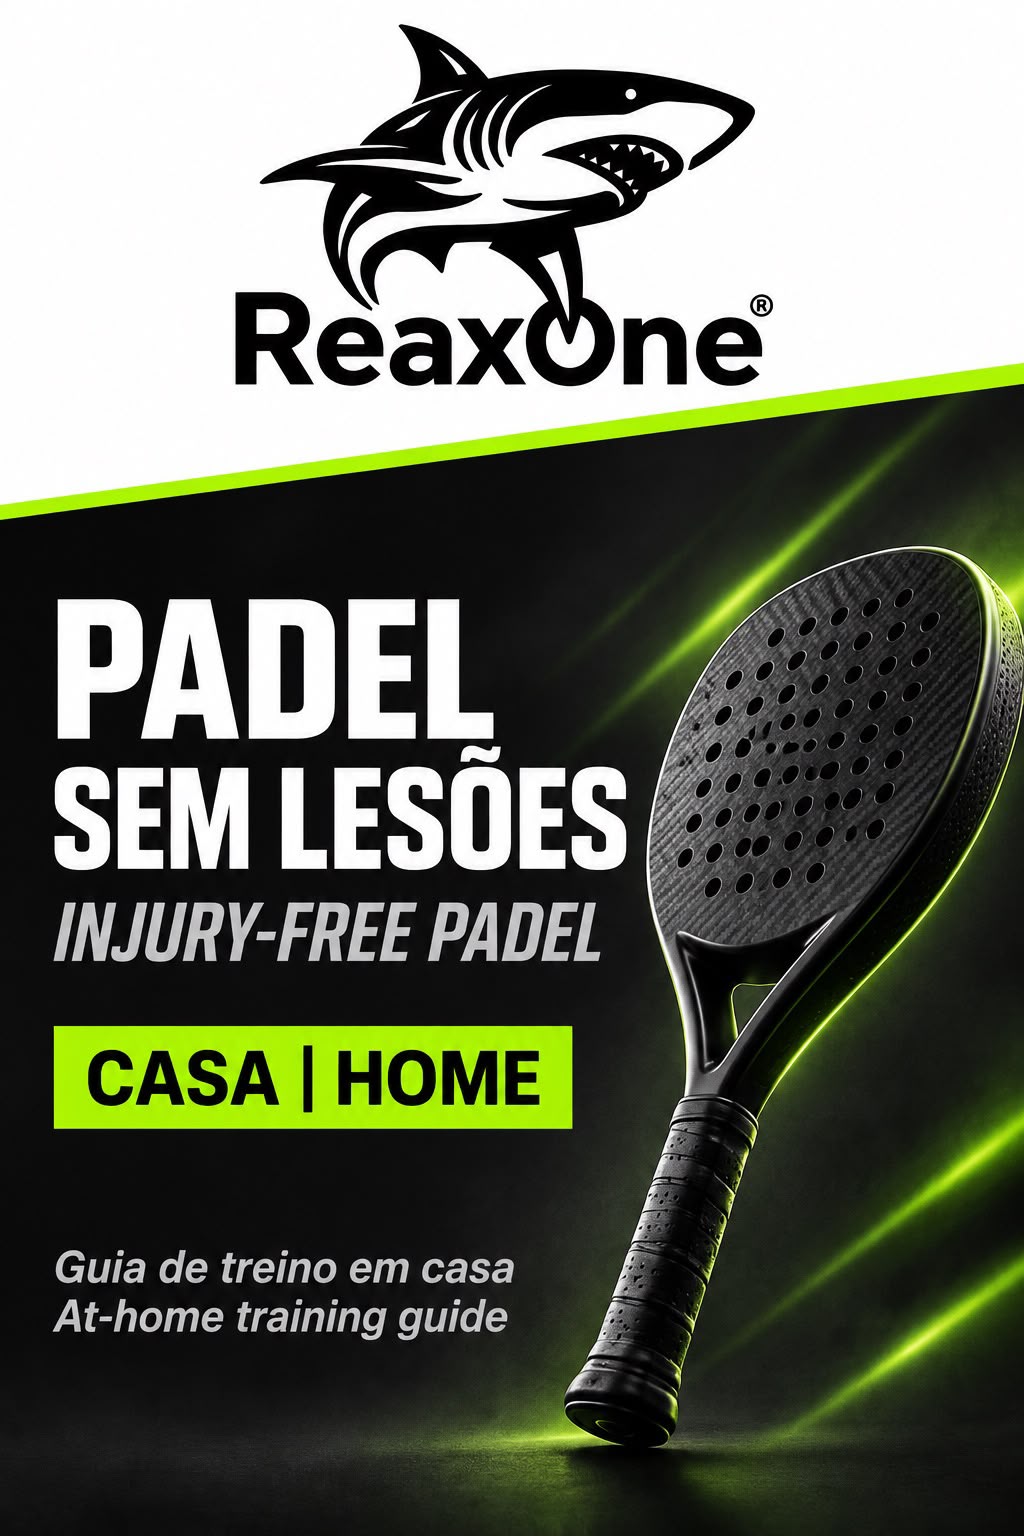 ReaxOne®
PADEL
SEM LESÕES
INJURY-FREE PADEL
CASA | HOME
Guia de treino em casa
At-home training guide